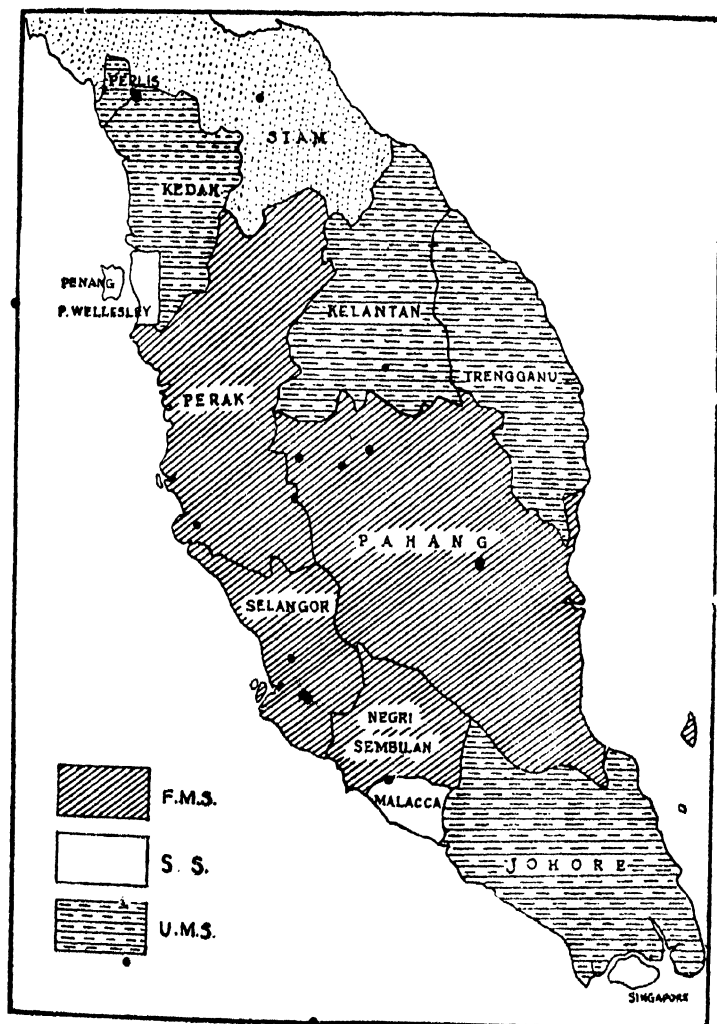 PERLIS
SIAM
KEDAH
PENANG
P. WELLESLEY
KELANTAN
TRENGGANU
PERAK
PAHANG
SELANGOR
NEGRI
SEMBILAN
MALACCA
JOHORE
SINGAPORE
F.M.S.
S. S.
U.M.S.